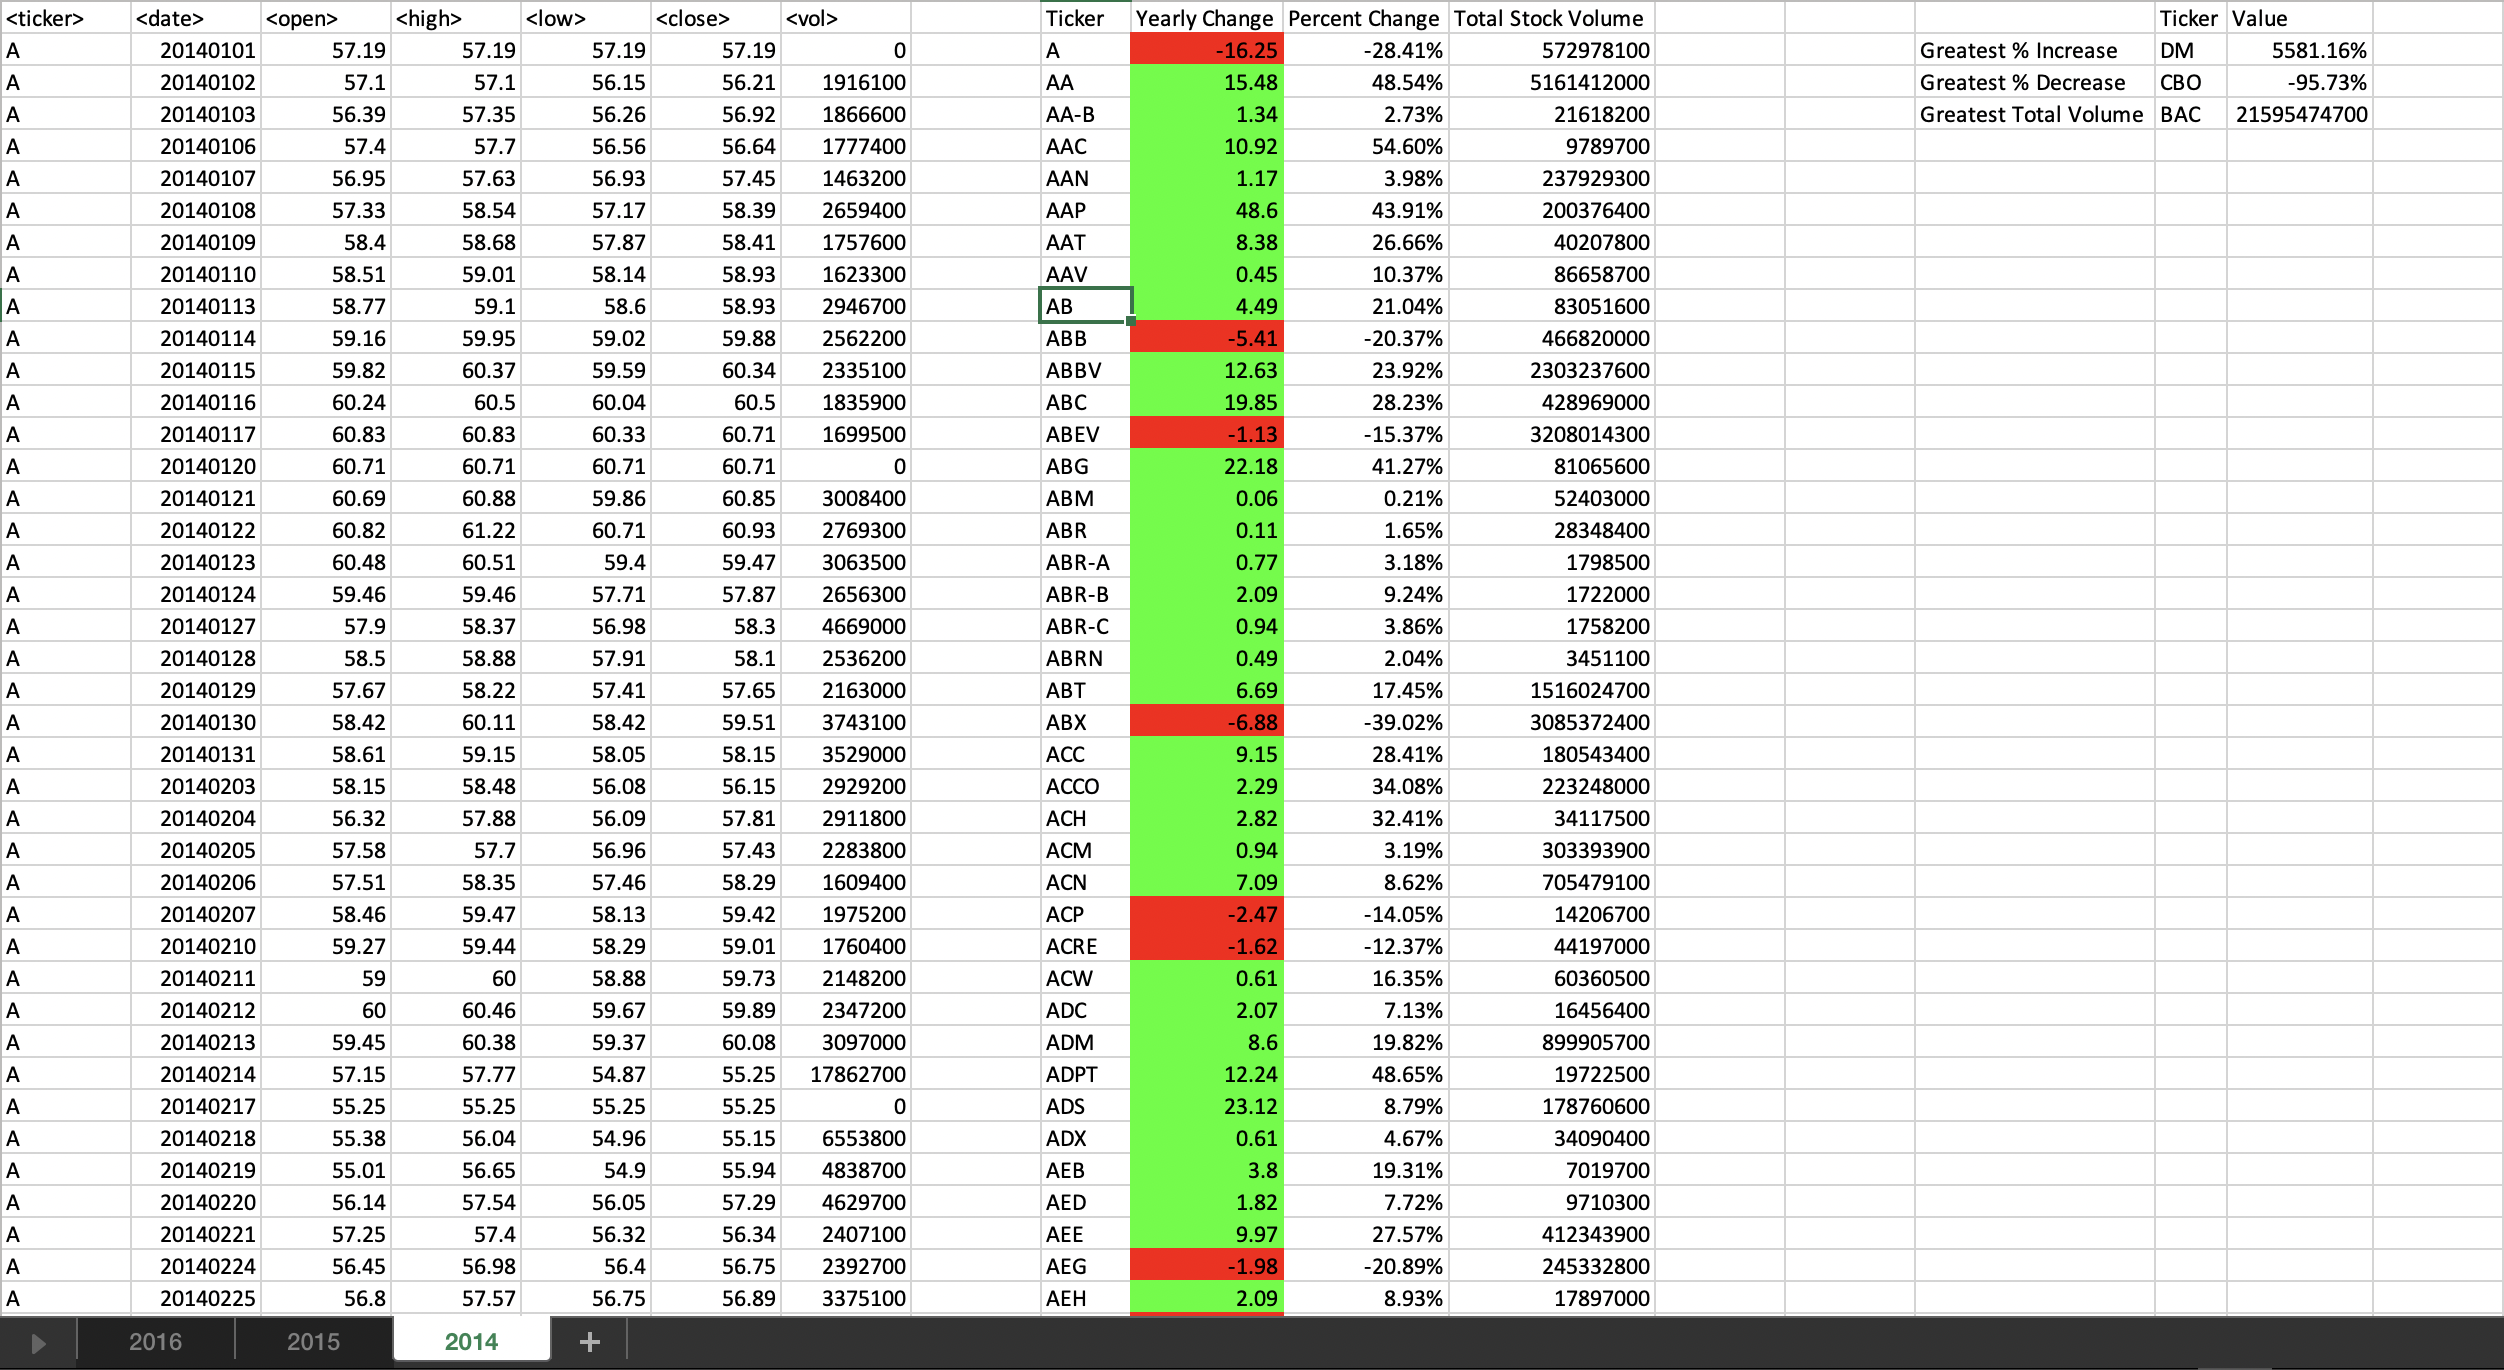 <ticker> <date> <open> <high> <low> <close> <vol> Ticker Yearly Change Percent Change Total Stock Volume Ticker Value
A 20140101 57.19 57.19 57.19 57.19 0 A -16.25 -28.41% 572978100 Greatest % Increase DM 5581.16%
A 20140102 57.1 57.1 56.15 56.21 1916100 AA 15.48 48.54% 5161412000 Greatest % Decrease CBO -95.73%
A 20140103 56.39 57.35 56.26 56.92 1866600 AA-B 1.34 2.73% 21618200 Greatest Total Volume BAC 21595474700
A 20140106 57.4 57.7 56.56 56.64 1777400 AAC 10.92 54.60% 9789700
A 20140107 56.95 57.63 56.93 57.45 1463200 AAN 1.17 3.98% 237929300
A 20140108 57.33 58.54 57.17 58.39 2659400 AAP 48.6 43.91% 200376400
A 20140109 58.4 58.68 57.87 58.41 1757600 AAT 8.38 26.66% 40207800
A 20140110 58.51 59.01 58.14 58.93 1623300 AAV 0.45 10.37% 86658700
A 20140113 58.77 59.1 58.6 58.93 2946700 AB 4.49 21.04% 83051600
A 20140114 59.16 59.95 59.02 59.88 2562200 ABB -5.41 -20.37% 466820000
A 20140115 59.82 60.37 59.59 60.34 2335100 ABBV 12.63 23.92% 2303237600
A 20140116 60.24 60.5 60.04 60.5 1835900 ABC 19.85 28.23% 428969000
A 20140117 60.83 60.83 60.33 60.71 1699500 ABEV -1.13 -15.37% 3208014300
A 20140120 60.71 60.71 60.71 60.71 0 ABG 22.18 41.27% 81065600
A 20140121 60.69 60.88 59.86 60.85 3008400 ABM 0.06 0.21% 52403000
A 20140122 60.82 61.22 60.71 60.93 2769300 ABR 0.11 1.65% 28348400
A 20140123 60.48 60.51 59.4 59.47 3063500 ABR-A 0.77 3.18% 1798500
A 20140124 59.46 59.46 57.71 57.87 2656300 ABR-B 2.09 9.24% 1722000
A 20140127 57.9 58.37 56.98 58.3 4669000 ABR-C 0.94 3.86% 1758200
A 20140128 58.5 58.88 57.91 58.1 2536200 ABRN 0.49 2.04% 3451100
A 20140129 57.67 58.22 57.41 57.65 2163000 ABT 6.69 17.45% 1516024700
A 20140130 58.42 60.11 58.42 59.51 3743100 ABX -6.88 -39.02% 3085372400
A 20140131 58.61 59.15 58.05 58.15 3529000 ACC 9.15 28.41% 180543400
A 20140203 58.15 58.48 56.08 56.15 2929200 ACCO 2.29 34.08% 223248000
A 20140204 56.32 57.88 56.09 57.81 2911800 ACH 2.82 32.41% 34117500
A 20140205 57.58 57.7 56.96 57.43 2283800 ACM 0.94 3.19% 303393900
A 20140206 57.51 58.35 57.46 58.29 1609400 ACN 7.09 8.62% 705479100
A 20140207 58.46 59.47 58.13 59.42 1975200 ACP -2.47 -14.05% 14206700
A 20140210 59.27 59.44 58.29 59.01 1760400 ACRE -1.62 -12.37% 44197000
A 20140211 59 60 58.88 59.73 2148200 ACW 0.61 16.35% 60360500
A 20140212 60 60.46 59.67 59.89 2347200 ADC 2.07 7.13% 16456400
A 20140213 59.45 60.38 59.37 60.08 3097000 ADM 8.6 19.82% 899905700
A 20140214 57.15 57.77 54.87 55.25 17862700 ADPT 12.24 48.65% 19722500
A 20140217 55.25 55.25 55.25 55.25 0 ADS 23.12 8.79% 178760600
A 20140218 55.38 56.04 54.96 55.15 6553800 ADX 0.61 4.67% 34090400
A 20140219 55.01 56.65 54.9 55.94 4838700 AEB 3.8 19.31% 7019700
A 20140220 56.14 57.54 56.05 57.29 4629700 AED 1.82 7.72% 9710300
A 20140221 57.25 57.4 56.32 56.34 2407100 AEE 9.97 27.57% 412343900
A 20140224 56.45 56.98 56.4 56.75 2392700 AEG -1.98 -20.89% 245332800
A 20140225 56.8 57.57 56.75 56.89 3375100 AEH 2.09 8.93% 17897000
2016 2015 2014 +